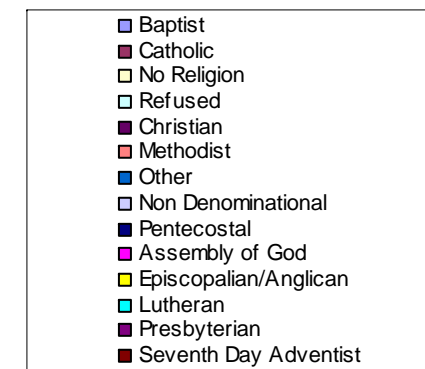 Baptist
Catholic
No Religion
Refused
Christian
Methodist
Other
Non Denominational
Pentecostal
Assembly of God
Episcopalian/Anglican
Lutheran
Presbyterian
Seventh Day Adventist